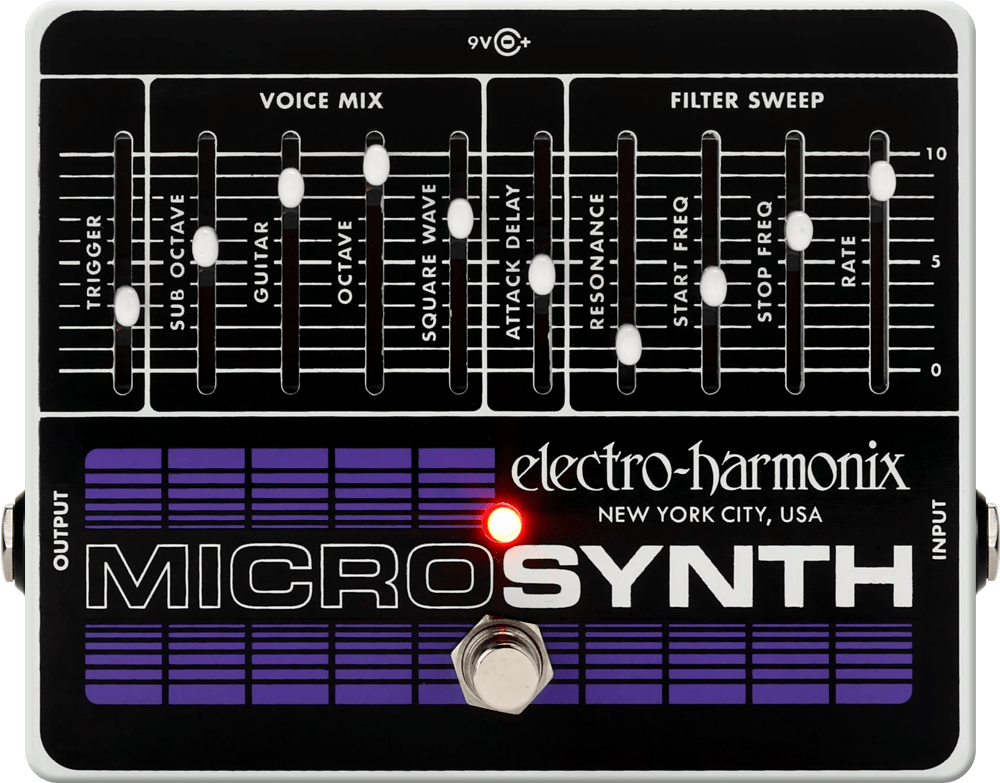 9V +
VOICE MIX
FILTER SWEEP
TRIGGER
SUB OCTAVE
GUITAR
OCTAVE
SQUARE WAVE
ATTACK DELAY
RESONANCE
START FREQ
STOP FREQ
RATE
10
5
0
electro-harmonix
NEW YORK CITY, USA
OUTPUT
INPUT
MICROSYNTH